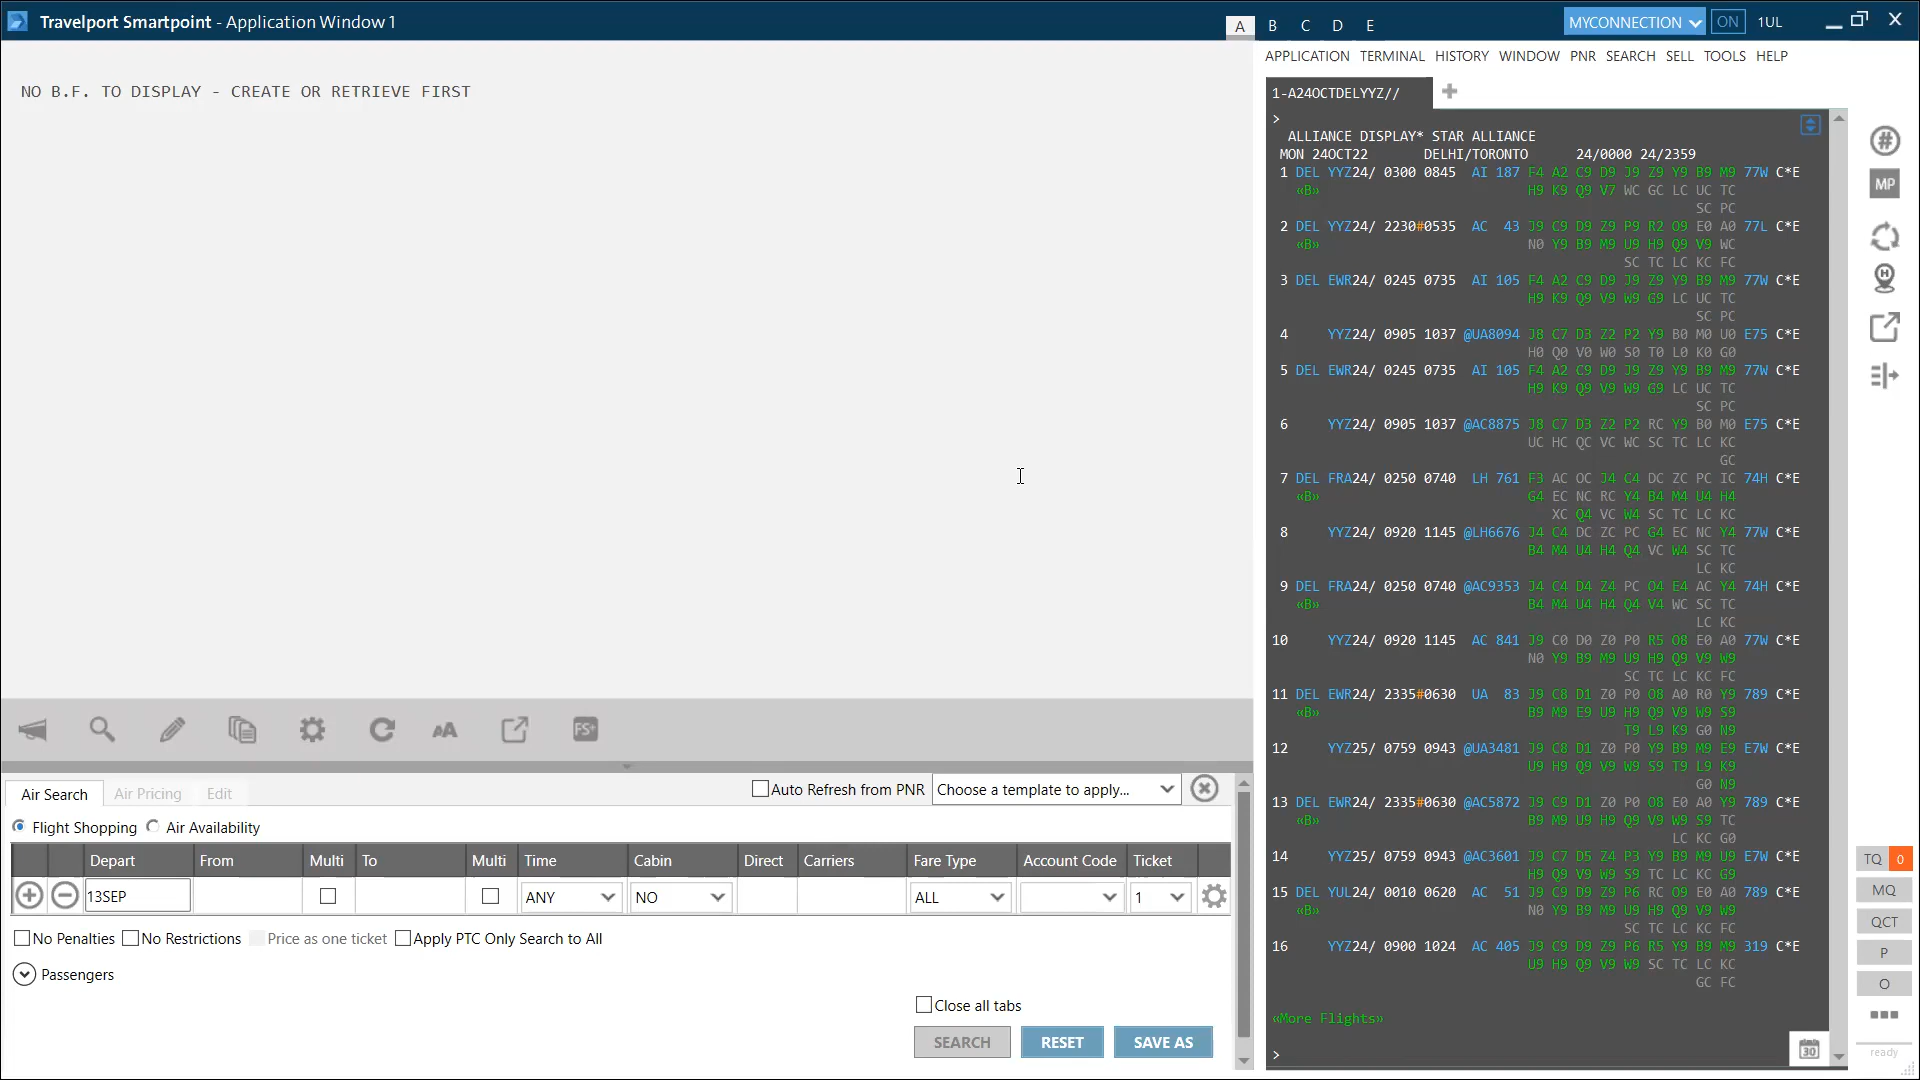 Travelport Smartpoint - Application Window 1
A B C D E
MYCONNECTION ON 1UL
APPLICATION TERMINAL HISTORY WINDOW PNR SEARCH SELL TOOLS HELP
NO B.F. TO DISPLAY - CREATE OR RETRIEVE FIRST
1-A24OCTDELYYZ//
>
ALLIANCE DISPLAY* STAR ALLIANCE
MON 24OCT22 DELHI/TORONTO 24/0000 24/2359
1 DEL YYZ24/ 0300 0845 AI 187 F4 A2 C9 D9 J9 Z9 Y9 B9 M9 77W C*E
«B» H9 K9 Q9 V7 WC GC LC UC TC
SC PC
2 DEL YYZ24/ 2230#0535 AC 43 J9 C9 D9 Z9 P9 R2 O9 E0 A0 77L C*E
«B» N0 Y9 B9 M9 U9 H9 Q9 V9 WC
SC TC LC KC FC
3 DEL EWR24/ 0245 0735 AI 105 F4 A2 C9 D9 J9 Z9 Y9 B9 M9 77W C*E
H9 K9 Q9 V9 W9 G9 LC UC TC
SC PC
4 YYZ24/ 0905 1037 @UA8094 J8 C7 D3 Z2 P2 Y9 B0 M0 U0 E75 C*E
H0 Q0 V0 W0 S0 T0 L0 K0 G0
5 DEL EWR24/ 0245 0735 AI 105 F4 A2 C9 D9 J9 Z9 Y9 B9 M9 77W C*E
H9 K9 Q9 V9 W9 G9 LC UC TC
SC PC
6 YYZ24/ 0905 1037 @AC8875 J8 C7 D3 Z2 P2 RC Y9 B0 M0 E75 C*E
UC HC QC VC WC SC TC LC KC
GC
7 DEL FRA24/ 0250 0740 LH 761 F3 AC OC J4 C4 DC ZC PC IC 74H C*E
«B» G4 EC NC RC Y4 B4 M4 U4 H4
XC Q4 VC W4 SC TC LC KC
8 YYZ24/ 0920 1145 @LH6676 J4 C4 DC ZC PC G4 EC NC Y4 77W C*E
B4 M4 U4 H4 Q4 VC W4 SC TC
LC KC
9 DEL FRA24/ 0250 0740 @AC9353 J4 C4 D4 Z4 PC O4 E4 AC Y4 74H C*E
«B» B4 M4 U4 H4 Q4 V4 WC SC TC
LC KC
10 YYZ24/ 0920 1145 AC 841 J9 C0 D0 Z0 P0 R5 O8 E0 A0 77W C*E
N0 Y9 B9 M9 U9 H9 Q9 V9 W9
SC TC LC KC FC
11 DEL EWR24/ 2335#0630 UA 83 J9 C8 D1 Z0 P0 O8 A0 R0 Y9 789 C*E
«B» B9 M9 E9 U9 H9 Q9 V9 W9 S9
T9 L9 K9 G0 N9
12 YYZ25/ 0759 0943 @UA3481 J9 C8 D1 Z0 P0 Y9 B9 M9 E9 E7W C*E
U9 H9 Q9 V9 W9 S9 T9 L9 K9
G0 N9
13 DEL EWR24/ 2335#0630 @AC5872 J9 C9 D1 Z0 P0 O8 E0 A0 Y9 789 C*E
«B» B9 M9 U9 H9 Q9 V9 W9 S9 TC
LC KC G0
14 YYZ25/ 0759 0943 @AC3601 J9 C7 D5 Z4 P3 Y9 B9 M9 U9 E7W C*E
H9 Q9 V9 W9 S9 TC LC KC G9
15 DEL YUL24/ 0010 0620 AC 51 J9 C9 D9 Z9 P6 RC O9 E0 A0 789 C*E
«B» N0 Y9 B9 M9 U9 H9 Q9 V9 W9
SC TC LC KC FC
16 YYZ24/ 0900 1024 AC 405 J9 C9 D9 Z9 P6 R5 Y9 B9 M9 319 C*E
U9 H9 Q9 V9 W9 SC TC LC KC
GC FC
«More Flights»
>
30
#
MP
H
TQ 0
MQ
QCT
P
O
ready
AA
FS+
Air Search Air Pricing Edit
Auto Refresh from PNR Choose a template to apply...
Flight Shopping Air Availability
Depart From Multi To Multi Time Cabin Direct Carriers Fare Type Account Code Ticket
13SEP ANY NO ALL 1
No Penalties No Restrictions Price as one ticket Apply PTC Only Search to All
Passengers
Close all tabs
SEARCH RESET SAVE AS